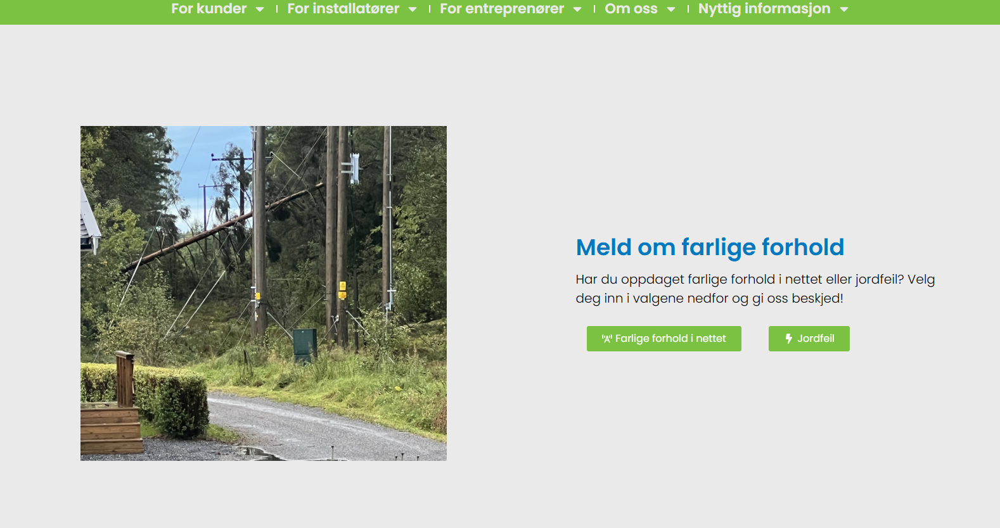 For kunder
For installatører
For entreprenører
Om oss
Nyttig informasjon
Meld om farlige forhold
Har du oppdaget farlige forhold i nettet eller jordfeil? Velg
deg inn i valgene nedfor og gi oss beskjed!
Farlige forhold i nettet
Jordfeil